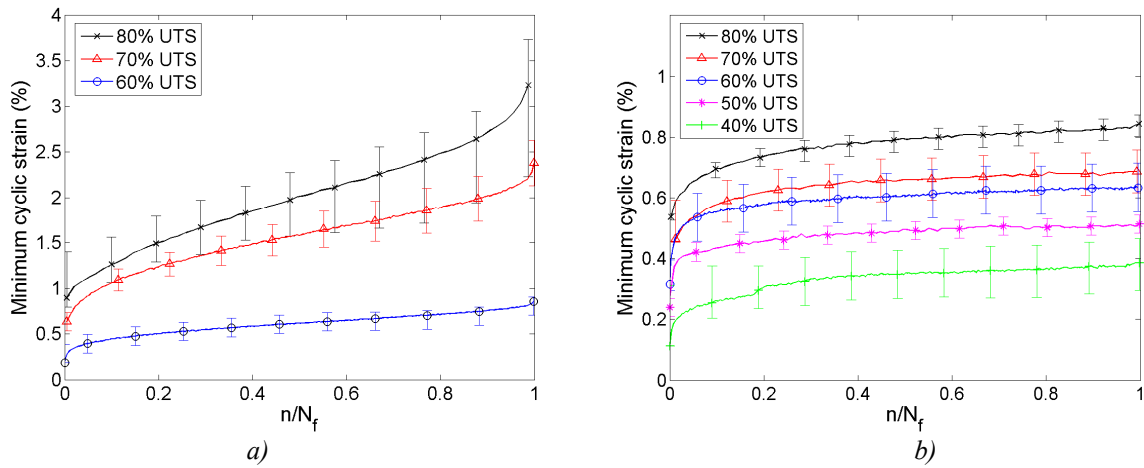 4
3.5
3
2.5
2
1.5
1
0.5
0
Minimum cyclic strain (%)
80% UTS
70% UTS
60% UTS
0
0.2
0.4
0.6
0.8
1
n/N_f
a)
1
0.8
0.6
0.4
0.2
0
Minimum cyclic strain (%)
80% UTS
70% UTS
60% UTS
50% UTS
40% UTS
0
0.2
0.4
0.6
0.8
1
n/N_f
b)